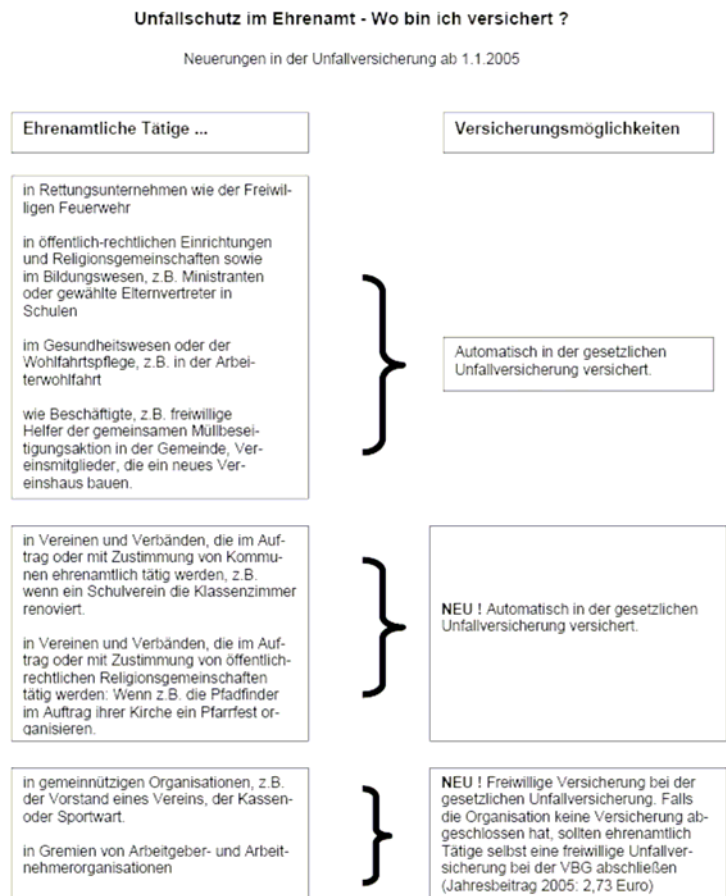 Unfallschutz im Ehrenamt - Wo bin ich versichert ?
Neuerungen in der Unfallversicherung ab 1.1.2005
Ehrenamtliche Tätige ...
Versicherungsmöglichkeiten
in Rettungsunternehmen wie der Freiwil-
ligen Feuerwehr
in öffentlich-rechtlichen Einrichtungen
und Religionsgemeinschaften sowie
im Bildungswesen, z.B. Ministranten
oder gewählte Elternvertreter in
Schulen
im Gesundheitswesen oder der
Wohlfahrtspflege, z.B. in der Arbei-
terwohlfahrt
wie Beschäftigte, z.B. freiwillige
Helfer der gemeinsamen Müllbesei-
tigungsaktion in der Gemeinde, Ver-
einsmitglieder, die ein neues Ver-
einshaus bauen.
Automatisch in der gesetzlichen
Unfallversicherung versichert.
in Vereinen und Verbänden, die im Auf-
trag oder mit Zustimmung von Kommu-
nen ehrenamtlich tätig werden, z.B.
wenn ein Schulverein die Klassenzimmer
renoviert.
in Vereinen und Verbänden, die im Auf-
trag oder mit Zustimmung von öffentlich-
rechtlichen Religionsgemeinschaften
tätig werden: Wenn z.B. die Pfadfinder
im Auftrag ihrer Kirche ein Pfarrfest or-
ganisieren.
NEU ! Automatisch in der gesetzlichen
Unfallversicherung versichert.
in gemeinnützigen Organisationen, z.B.
der Vorstand eines Vereins, der Kassen-
oder Sportwart.
in Gremien von Arbeitgeber- und Arbeit-
nehmerorganisationen
NEU ! Freiwillige Versicherung bei der
gesetzlichen Unfallversicherung. Falls
die Organisation keine Versicherung ab-
geschlossen hat, sollten ehrenamtlich
Tätige selbst eine freiwillige Unfallver-
sicherung bei der VBG abschließen
(Jahresbeitrag 2005: 2,73 Euro)